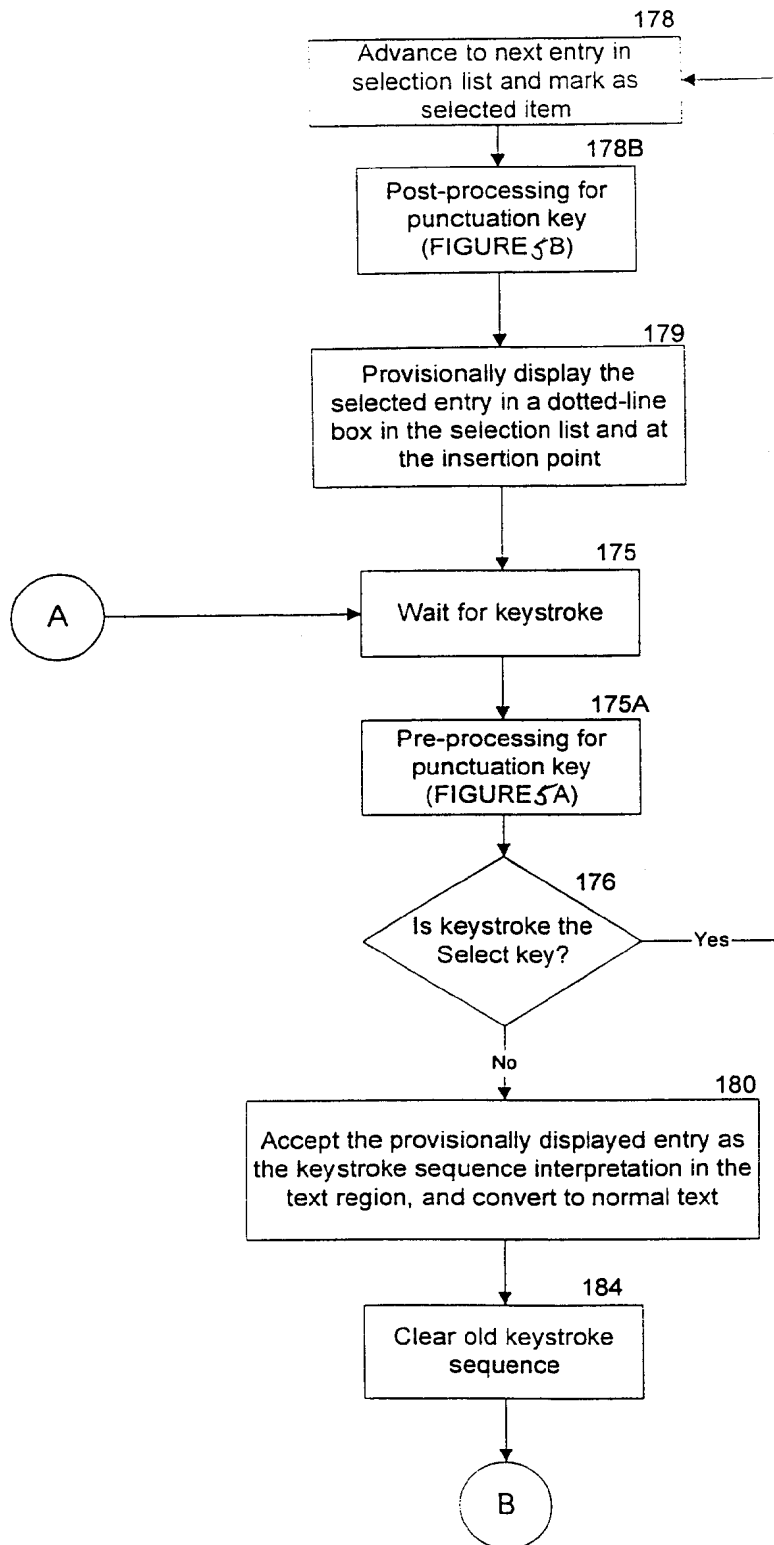 178
Advance to next entry in
selection list and mark as
selected item
178B
Post-processing for
punctuation key
(FIGURE 5B)
179
Provisionally display the
selected entry in a dotted-line
box in the selection list and at
the insertion point
175
A
Wait for keystroke
175A
Pre-processing for
punctuation key
(FIGURE 5A)
176
Is keystroke the
Select key?
Yes
No
180
Accept the provisionally displayed entry as
the keystroke sequence interpretation in the
text region, and convert to normal text
184
Clear old keystroke
sequence
B